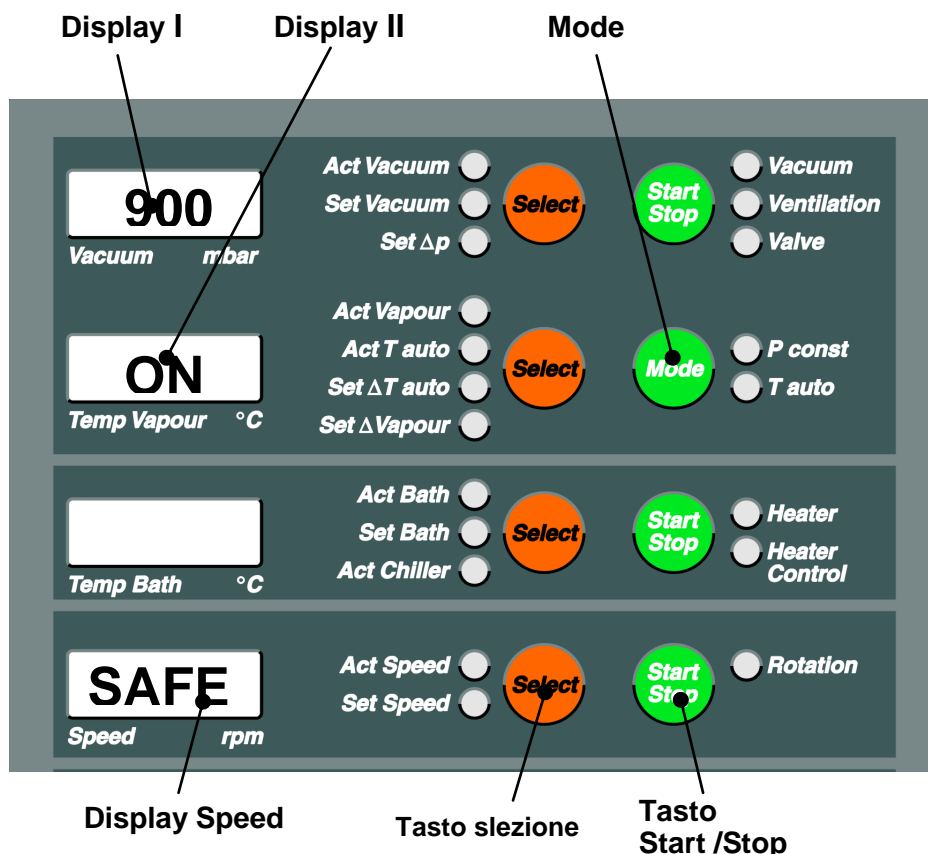 Display I
Display II
Mode
900
Vacuum mbar
Act Vacuum
Set Vacuum
Set Δp
Select
Start
Stop
Vacuum
Ventilation
Valve
ON
Temp Vapour °C
Act Vapour
Act T auto
Set ΔT auto
Set ΔVapour
Select
Mode
P const
T auto
Temp Bath °C
Act Bath
Set Bath
Act Chiller
Select
Start
Stop
Heater
Heater
Control
SAFE
Speed rpm
Act Speed
Set Speed
Select
Start
Stop
Rotation
Display Speed
Tasto slezione
Tasto
Start /Stop